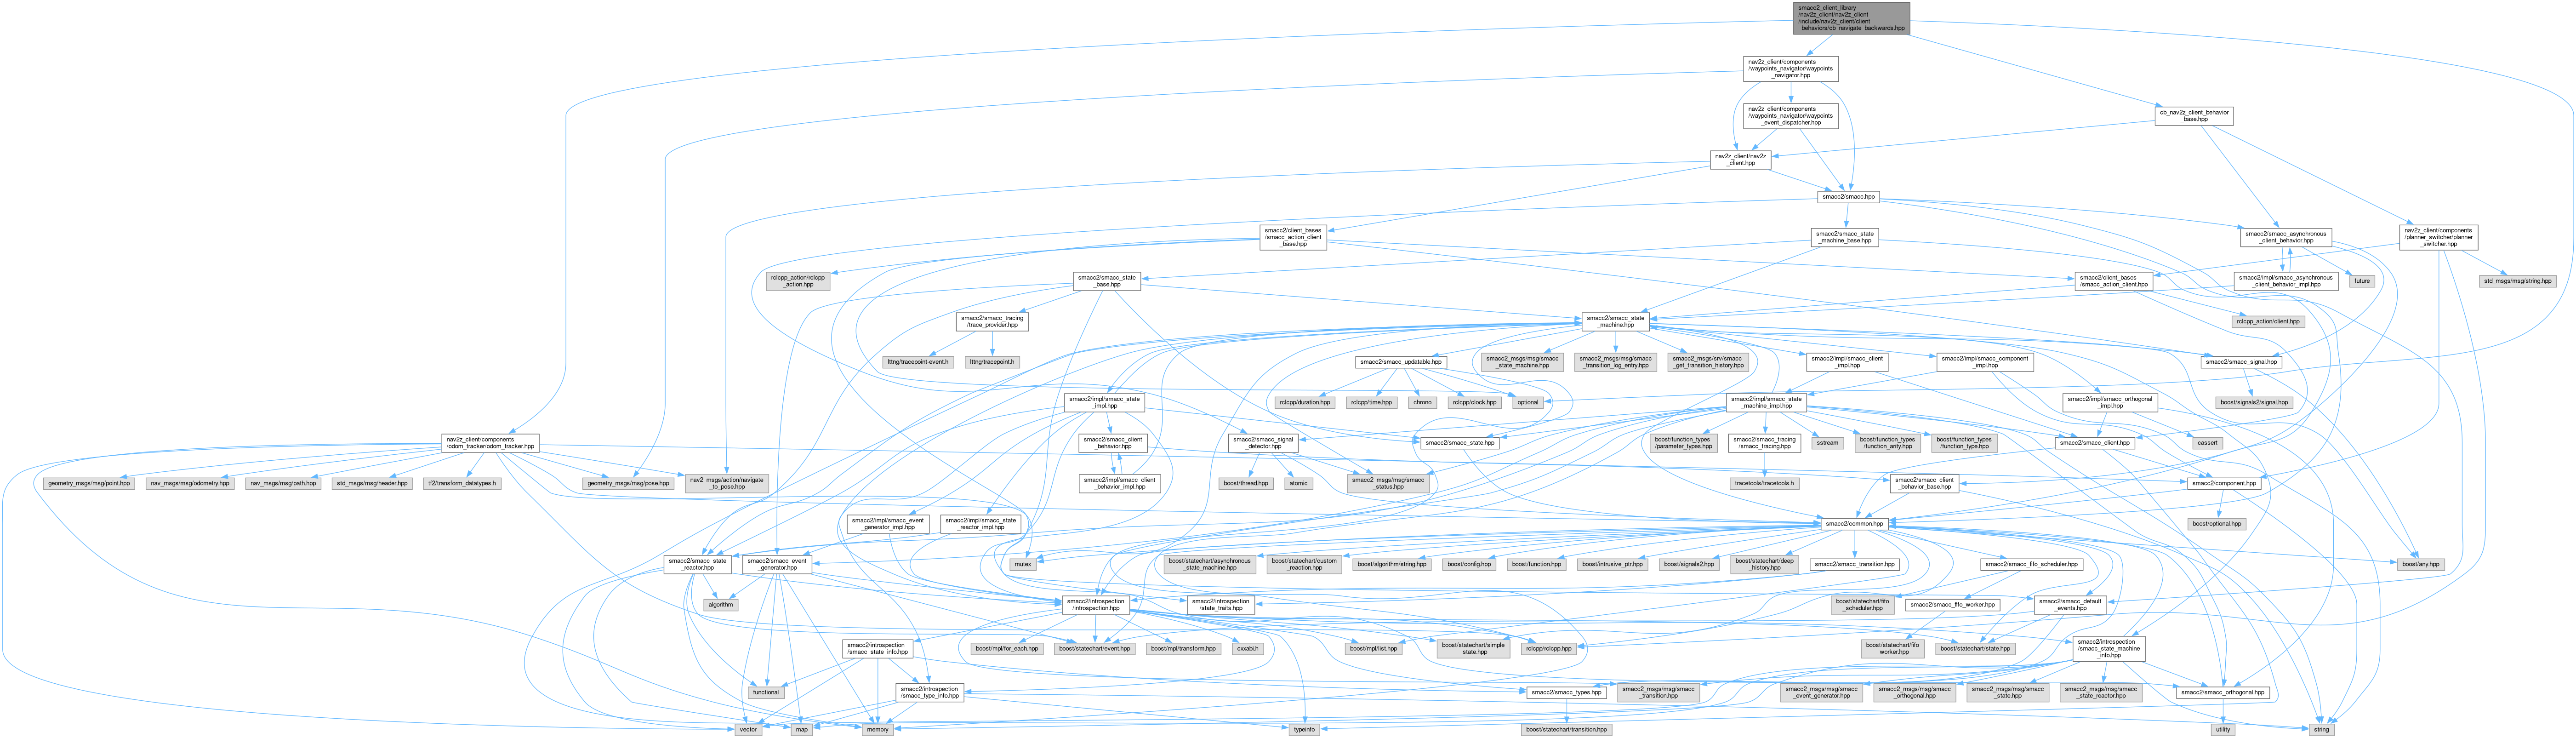 smacc2_client_library
/nav2z_client/nav2z_client
/include/nav2z_client/client
_behaviors/cb_navigate_backwards.hpp
nav2z_client/components
/waypoints_navigator/waypoints
_navigator.hpp
nav2z_client/components
/waypoints_navigator/waypoints
_event_dispatcher.hpp
cb_nav2z_client_behavior
_base.hpp
nav2z_client/nav2z
_client.hpp
smacc2/smacc.hpp
smacc2/client_bases
/smacc_action_client
_base.hpp
smacc2/smacc_state
_machine_base.hpp
smacc2/smacc_asynchronous
_client_behavior.hpp
nav2z_client/components
/planner_switcher/planner
_switcher.hpp
rclcpp_action/rclcpp
_action.hpp
smacc2/smacc_state
_base.hpp
smacc2/client_bases
/smacc_action_client.hpp
smacc2/impl/smacc_asynchronous
_client_behavior_impl.hpp
future
std_msgs/msg/string.hpp
smacc2/smacc_tracing
/trace_provider.hpp
smacc2/smacc_state
_machine.hpp
rclcpp_action/client.hpp
lttng/tracepoint-event.h
lttng/tracepoint.h
smacc2/smacc_updatable.hpp
smacc2_msgs/msg/smacc
_state_machine.hpp
smacc2_msgs/msg/smacc
_transition_log_entry.hpp
smacc2_msgs/srv/smacc
_get_transition_history.hpp
smacc2/impl/smacc_client
_impl.hpp
smacc2/impl/smacc_component
_impl.hpp
smacc2/smacc_signal.hpp
smacc2/impl/smacc_state
_impl.hpp
rclcpp/duration.hpp
rclcpp/time.hpp
chrono
rclcpp/clock.hpp
optional
smacc2/impl/smacc_state
_machine_impl.hpp
smacc2/impl/smacc_orthogonal
_impl.hpp
boost/signals2/signal.hpp
nav2z_client/components
/odom_tracker/odom_tracker.hpp
smacc2/smacc_client
_behavior.hpp
smacc2/smacc_signal
_detector.hpp
smacc2/smacc_state.hpp
boost/function_types
/parameter_types.hpp
smacc2/smacc_tracing
/smacc_tracing.hpp
sstream
boost/function_types
/function_arity.hpp
boost/function_types
/function_type.hpp
smacc2/smacc_client.hpp
cassert
geometry_msgs/msg/point.hpp
nav_msgs/msg/odometry.hpp
nav_msgs/msg/path.hpp
std_msgs/msg/header.hpp
tf2/transform_datatypes.h
geometry_msgs/msg/pose.hpp
nav2_msgs/action/navigate
_to_pose.hpp
smacc2/impl/smacc_client
_behavior_impl.hpp
boost/thread.hpp
atomic
smacc2_msgs/msg/smacc
_status.hpp
tracetools/tracetools.h
smacc2/smacc_client
_behavior_base.hpp
smacc2/component.hpp
smacc2/impl/smacc_event
_generator_impl.hpp
smacc2/impl/smacc_state
_reactor_impl.hpp
smacc2/common.hpp
boost/optional.hpp
smacc2/smacc_state
_reactor.hpp
smacc2/smacc_event
_generator.hpp
mutex
boost/statechart/asynchronous
_state_machine.hpp
boost/statechart/custom
_reaction.hpp
boost/algorithm/string.hpp
boost/config.hpp
boost/function.hpp
boost/intrusive_ptr.hpp
boost/signals2.hpp
boost/statechart/deep
_history.hpp
smacc2/smacc_transition.hpp
smacc2/smacc_fifo_scheduler.hpp
boost/any.hpp
algorithm
smacc2/introspection
/introspection.hpp
smacc2/introspection
/state_traits.hpp
boost/statechart/fifo
_scheduler.hpp
smacc2/smacc_fifo_worker.hpp
smacc2/smacc_default
_events.hpp
smacc2/introspection
/smacc_state_info.hpp
boost/mpl/for_each.hpp
boost/statechart/event.hpp
boost/mpl/transform.hpp
cxxabi.h
boost/mpl/list.hpp
boost/statechart/simple
_state.hpp
rclcpp/rclcpp.hpp
boost/statechart/fifo
_worker.hpp
boost/statechart/state.hpp
smacc2/introspection
/smacc_state_machine
_info.hpp
functional
smacc2/introspection
/smacc_type_info.hpp
smacc2/smacc_types.hpp
smacc2_msgs/msg/smacc
_transition.hpp
smacc2_msgs/msg/smacc
_event_generator.hpp
smacc2_msgs/msg/smacc
_orthogonal.hpp
smacc2_msgs/msg/smacc
_state.hpp
smacc2_msgs/msg/smacc
_state_reactor.hpp
smacc2/smacc_orthogonal.hpp
vector
map
memory
typeinfo
boost/statechart/transition.hpp
utility
string